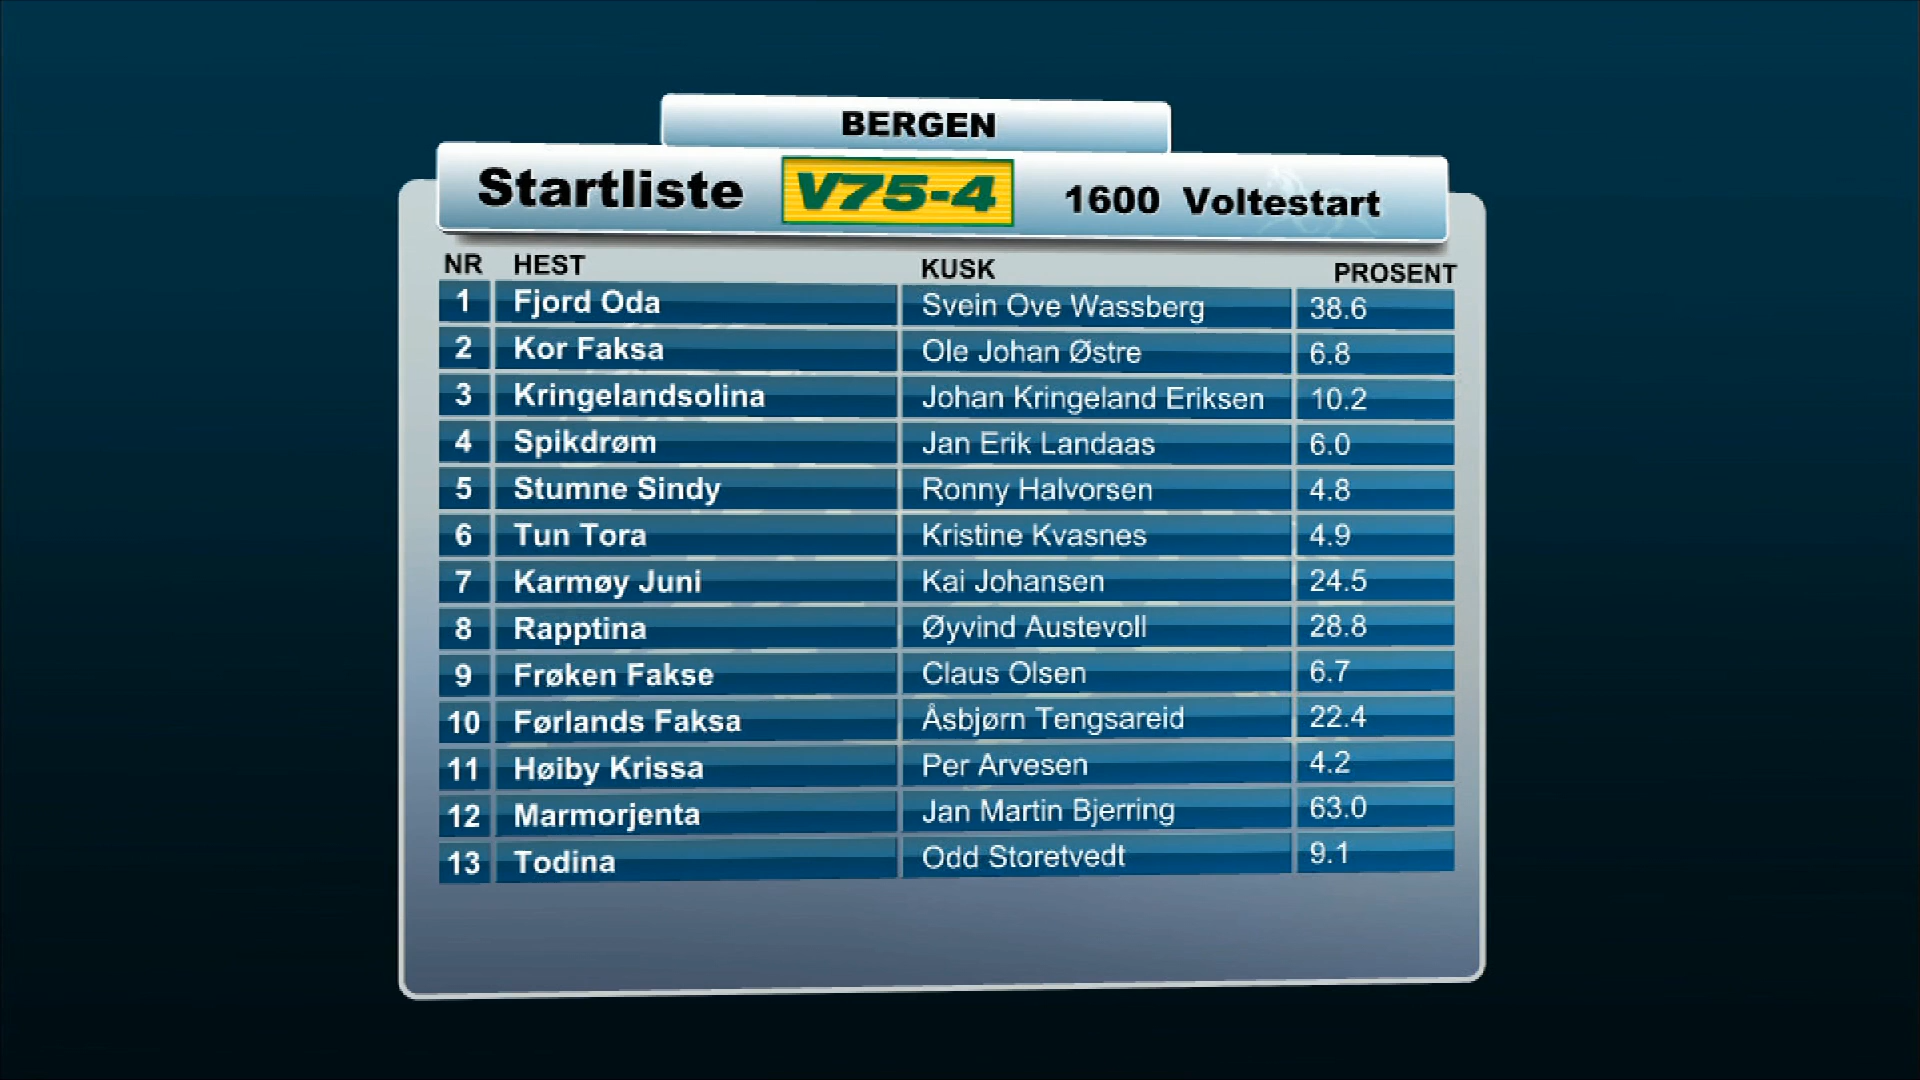 BERGEN
Startliste V75-4 1600 Voltestart
NR HEST KUSK PROSENT
1 Fjord Oda Svein Ove Wassberg 38.6
2 Kor Faksa Ole Johan Østre 6.8
3 Kringelandsolina Johan Kringeland Eriksen 10.2
4 Spikdrøm Jan Erik Landaas 6.0
5 Stumne Sindy Ronny Halvorsen 4.8
6 Tun Tora Kristine Kvasnes 4.9
7 Karmøy Juni Kai Johansen 24.5
8 Rapptina Øyvind Austevoll 28.8
9 Frøken Fakse Claus Olsen 6.7
10 Førlands Faksa Åsbjørn Tengsareid 22.4
11 Høiby Krissa Per Arvesen 4.2
12 Marmorjenta Jan Martin Bjerring 63.0
13 Todina Odd Storetvedt 9.1